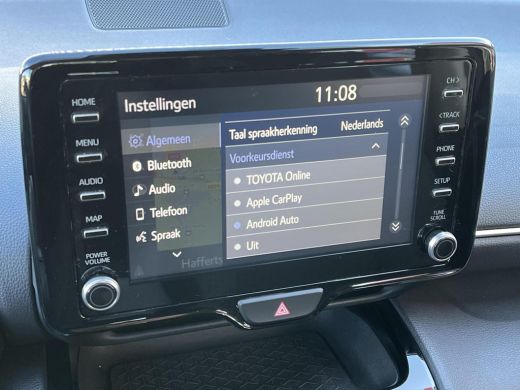 Instellingen
11:08
Algemeen
Bluetooth
Audio
Telefoon
Spraak
Taal spraakherkenning Nederlands
Voorkeursdienst
TOYOTA Online
Apple CarPlay
Android Auto
Uit
HOME
MENU
AUDIO
MAP
POWER
VOLUME
CH >
< TRACK
PHONE
SETUP
TUNE
SCROLL